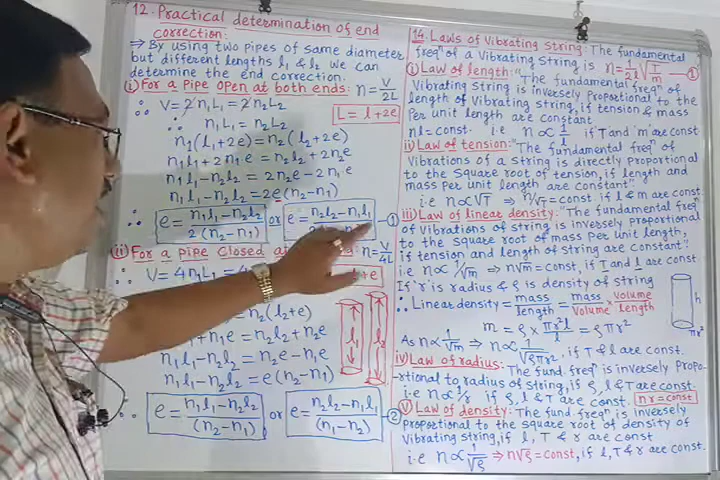 12. Practical determination of end
correction:
⇒ By using two pipes of same diameter
but different lengths l₁ & l₂ we can
determine the end correction.
(i) For a Pipe Open at both ends: n = V/2L
∴ V = 2n₁L₁ = 2n₂L₂
L = l + 2e
∴ n₁L₁ = n₂L₂
n₁(l₁+2e) = n₂(l₂+2e)
n₁l₁ + 2n₁e = n₂l₂ + 2n₂e
n₁l₁ - n₂l₂ = 2n₂e - 2n₁e
n₁l₁ - n₂l₂ = 2e(n₂-n₁)
∴ e = (n₁l₁-n₂l₂)/2(n₂-n₁) or e = n₂l₂-n₁l₁ —①
(ii) For a pipe closed at n = V/4L
∴ V = 4n₁L₁ = 4
+e
n₂(l₂+e)
+n₁e = n₂l₂ + n₂e
n₁l₁ - n₂l₂ = n₂e - n₁e
n₁l₁ - n₂l₂ = e(n₂-n₁)
l₁ l₂
∴ e = (n₁l₁-n₂l₂)/(n₂-n₁) or e = (n₂l₂-n₁l₁)/(n₁-n₂) —②
14. Laws of Vibrating String: The fundamental
freqⁿ of a Vibrating String is n = 1/2l √(T/m) —①
(i) Law of length: "The fundamental freqⁿ of
Vibrating string is inversely Proportional to the
length of Vibrating string, if tension & mass
Per unit length are constant
nl = const. i.e n ∝ 1/l if T and 'm' are const
(ii) Law of tension: "The fundamental freqⁿ of
Vibrations of a string is directly proportional
to the square root of tension, if length and
mass per unit length are constant"
i.e n ∝ √T ⇒ n/√T = const. if l & m are const.
(iii) Law of linear density: "The fundamental freqⁿ
of Vibrations of a string is inversely proportional
to the square root of mass per unit length,
if tension and length are constant"
i.e n ∝ 1/√m ⇒ n√m = const. if T and l are const
If r is radius & ρ is density of string
∴ Linear density = mass/length = mass/Volume × volume/length
h
m = ρ × πr²l/l = ρπr²
πr²
As n ∝ 1/√m ⇒ n ∝ 1/√ρπr², if T & l are const.
(iv) Law of radius: The fund. freqⁿ is inversely Propo-
-rtional to radius of string, if ρ, l & T are const.
i.e n ∝ 1/r if ρ, l & T are const. nr = const
(v) Law of density: The fund freqⁿ is inversely
proportional to the square root of density of
Vibrating string, if l, T & r are const
i.e n ∝ 1/√ρ ⇒ n√ρ = const, if l, T & r are const.